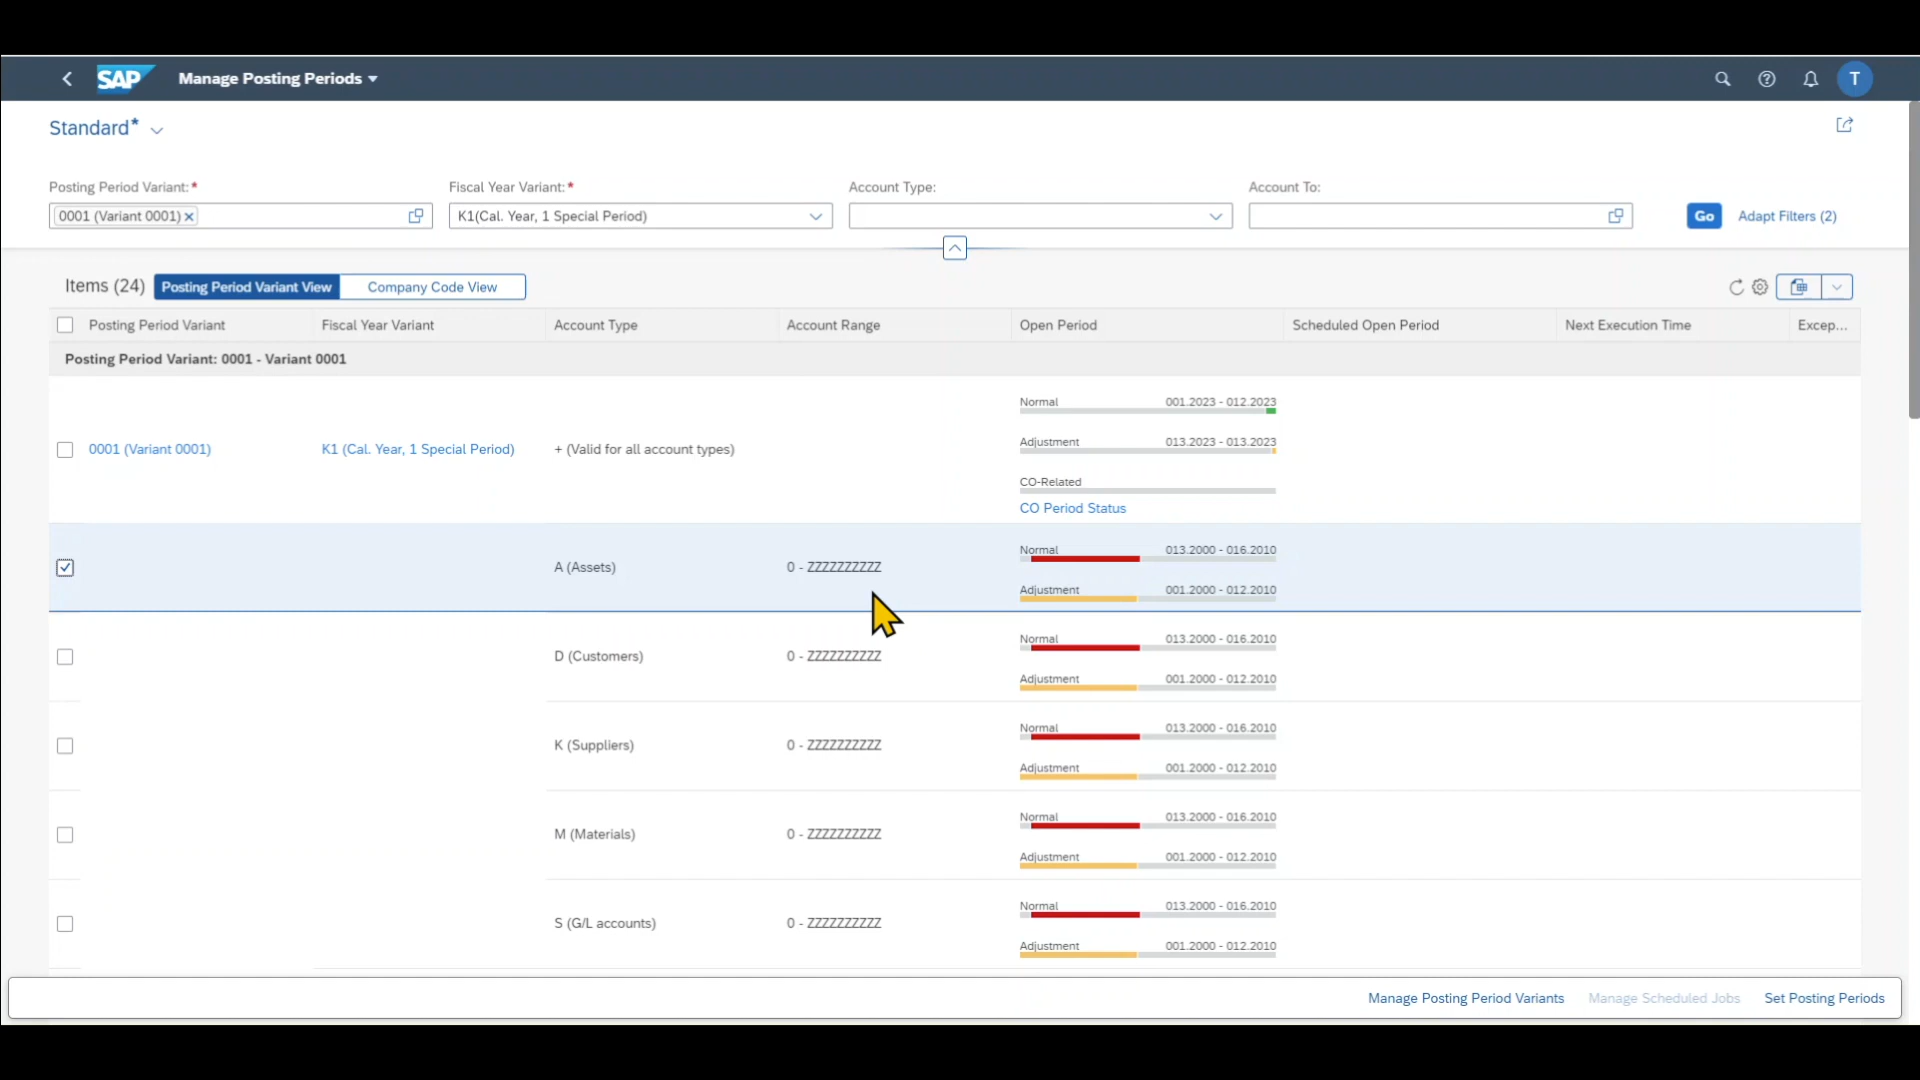 SAP Manage Posting Periods T
Standard*
Posting Period Variant:* Fiscal Year Variant:* Account Type: Account To:
0001 (Variant 0001) K1(Cal. Year, 1 Special Period) Go Adapt Filters (2)
Items (24) Posting Period Variant View Company Code View
Posting Period Variant Fiscal Year Variant Account Type Account Range Open Period Scheduled Open Period Next Execution Time Excep...
Posting Period Variant: 0001 - Variant 0001
Normal 001.2023 - 012.2023
Adjustment 013.2023 - 013.2023
0001 (Variant 0001) K1 (Cal. Year, 1 Special Period) + (Valid for all account types)
CO-Related
CO Period Status
Normal 013.2000 - 016.2010
A (Assets) 0 - ZZZZZZZZZZ
Adjustment 001.2000 - 012.2010
Normal 013.2000 - 016.2010
D (Customers) 0 - ZZZZZZZZZZ
Adjustment 001.2000 - 012.2010
Normal 013.2000 - 016.2010
K (Suppliers) 0 - ZZZZZZZZZZ
Adjustment 001.2000 - 012.2010
Normal 013.2000 - 016.2010
M (Materials) 0 - ZZZZZZZZZZ
Adjustment 001.2000 - 012.2010
Normal 013.2000 - 016.2010
S (G/L accounts) 0 - ZZZZZZZZZZ
Adjustment 001.2000 - 012.2010
Manage Posting Period Variants Manage Scheduled Jobs Set Posting Periods